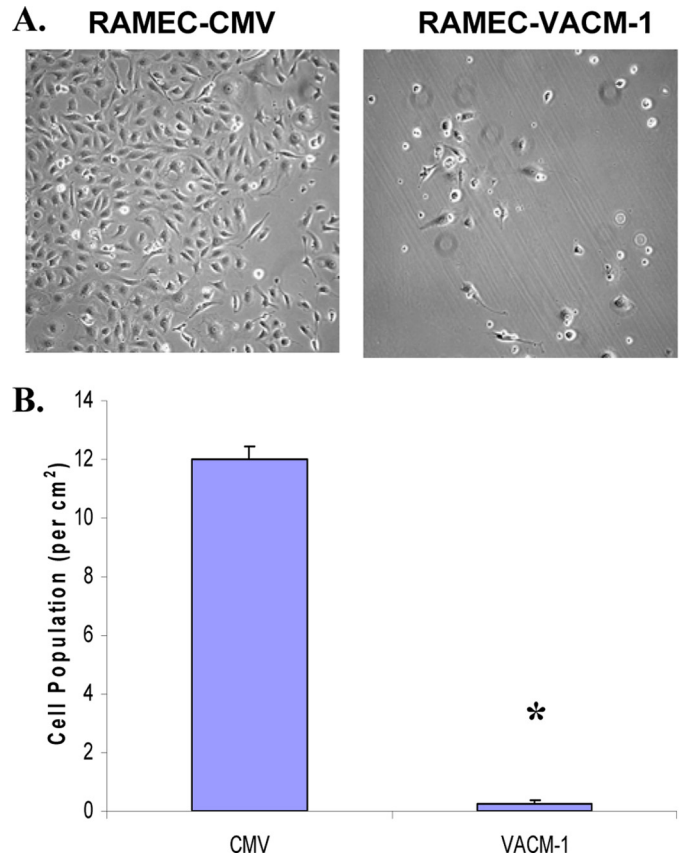 A. RAMEC-CMV RAMEC-VACM-1
B.
Cell Population (per cm²)
14
12
10
8
6
4
2
0
*
CMV VACM-1